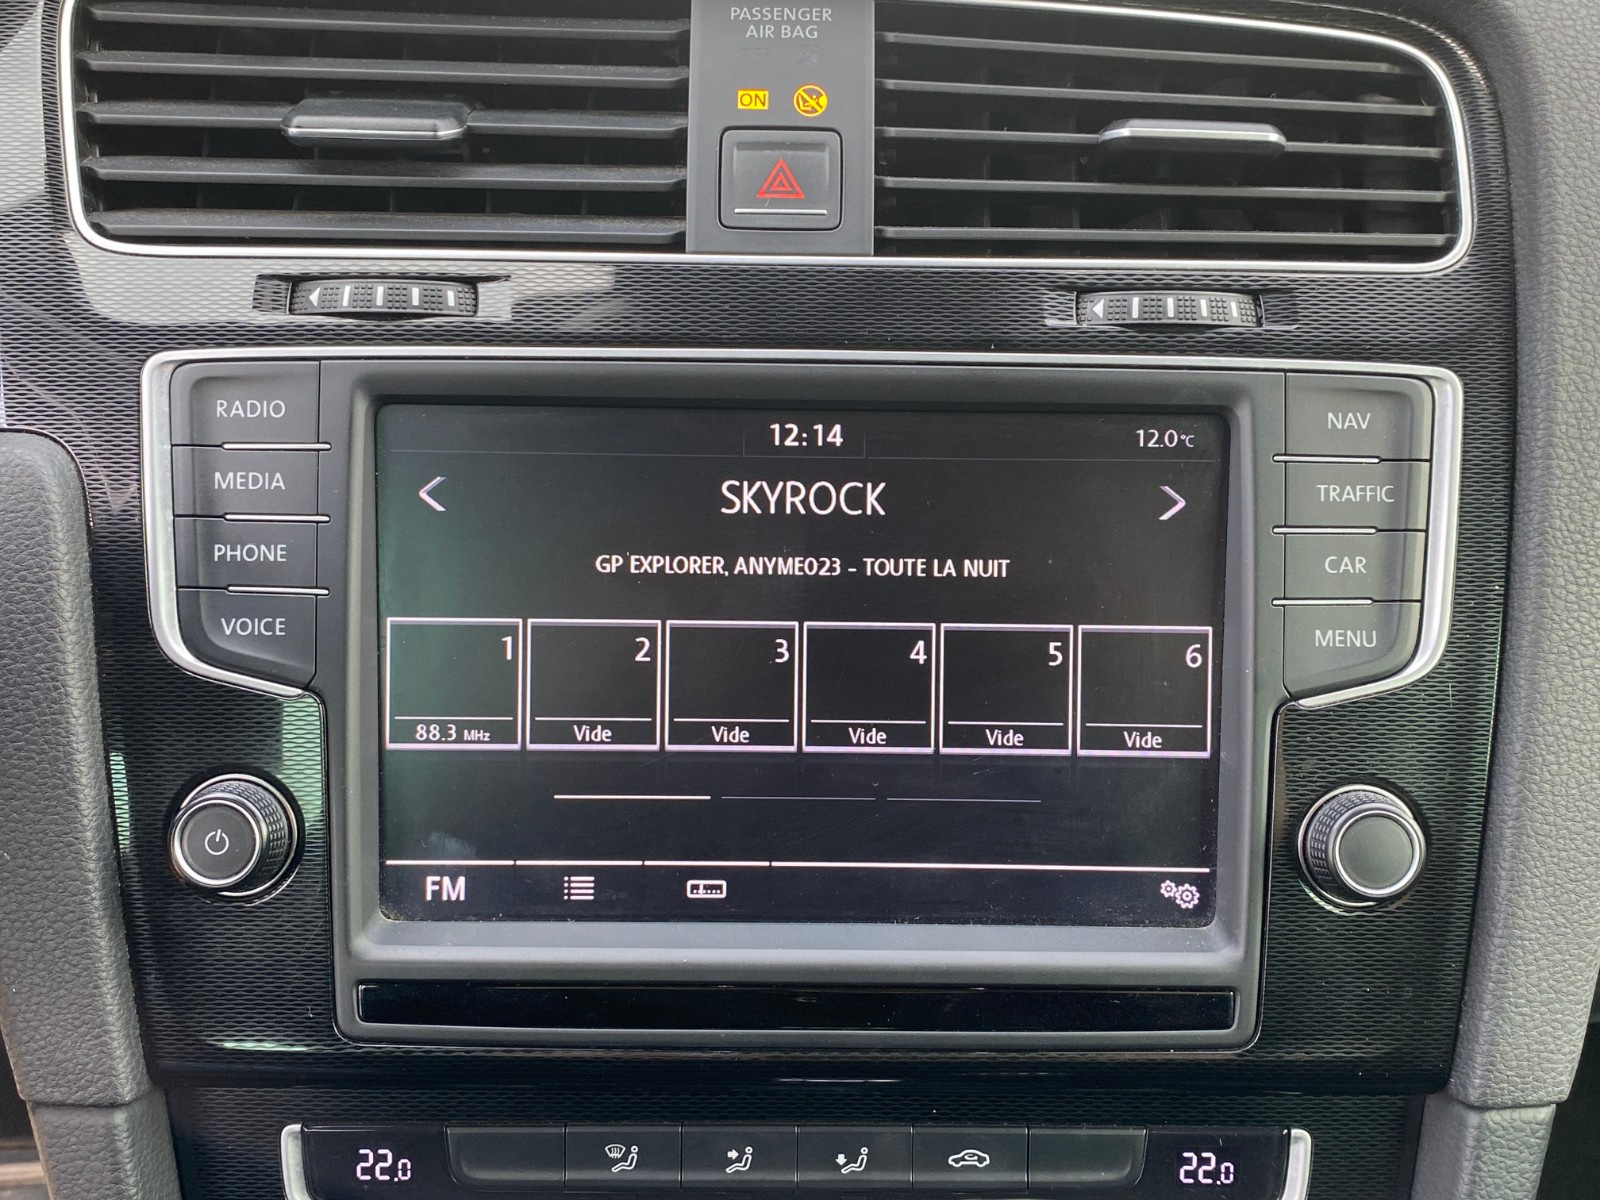 PASSENGER
AIR BAG
ON
RADIO
MEDIA
PHONE
VOICE
NAV
TRAFFIC
CAR
MENU
12:14
12.0°C
SKYROCK
GP EXPLORER, ANYME023 - TOUTE LA NUIT
1 2 3 4 5 6
88.3 MHz Vide Vide Vide Vide Vide
FM
22.0 22.0